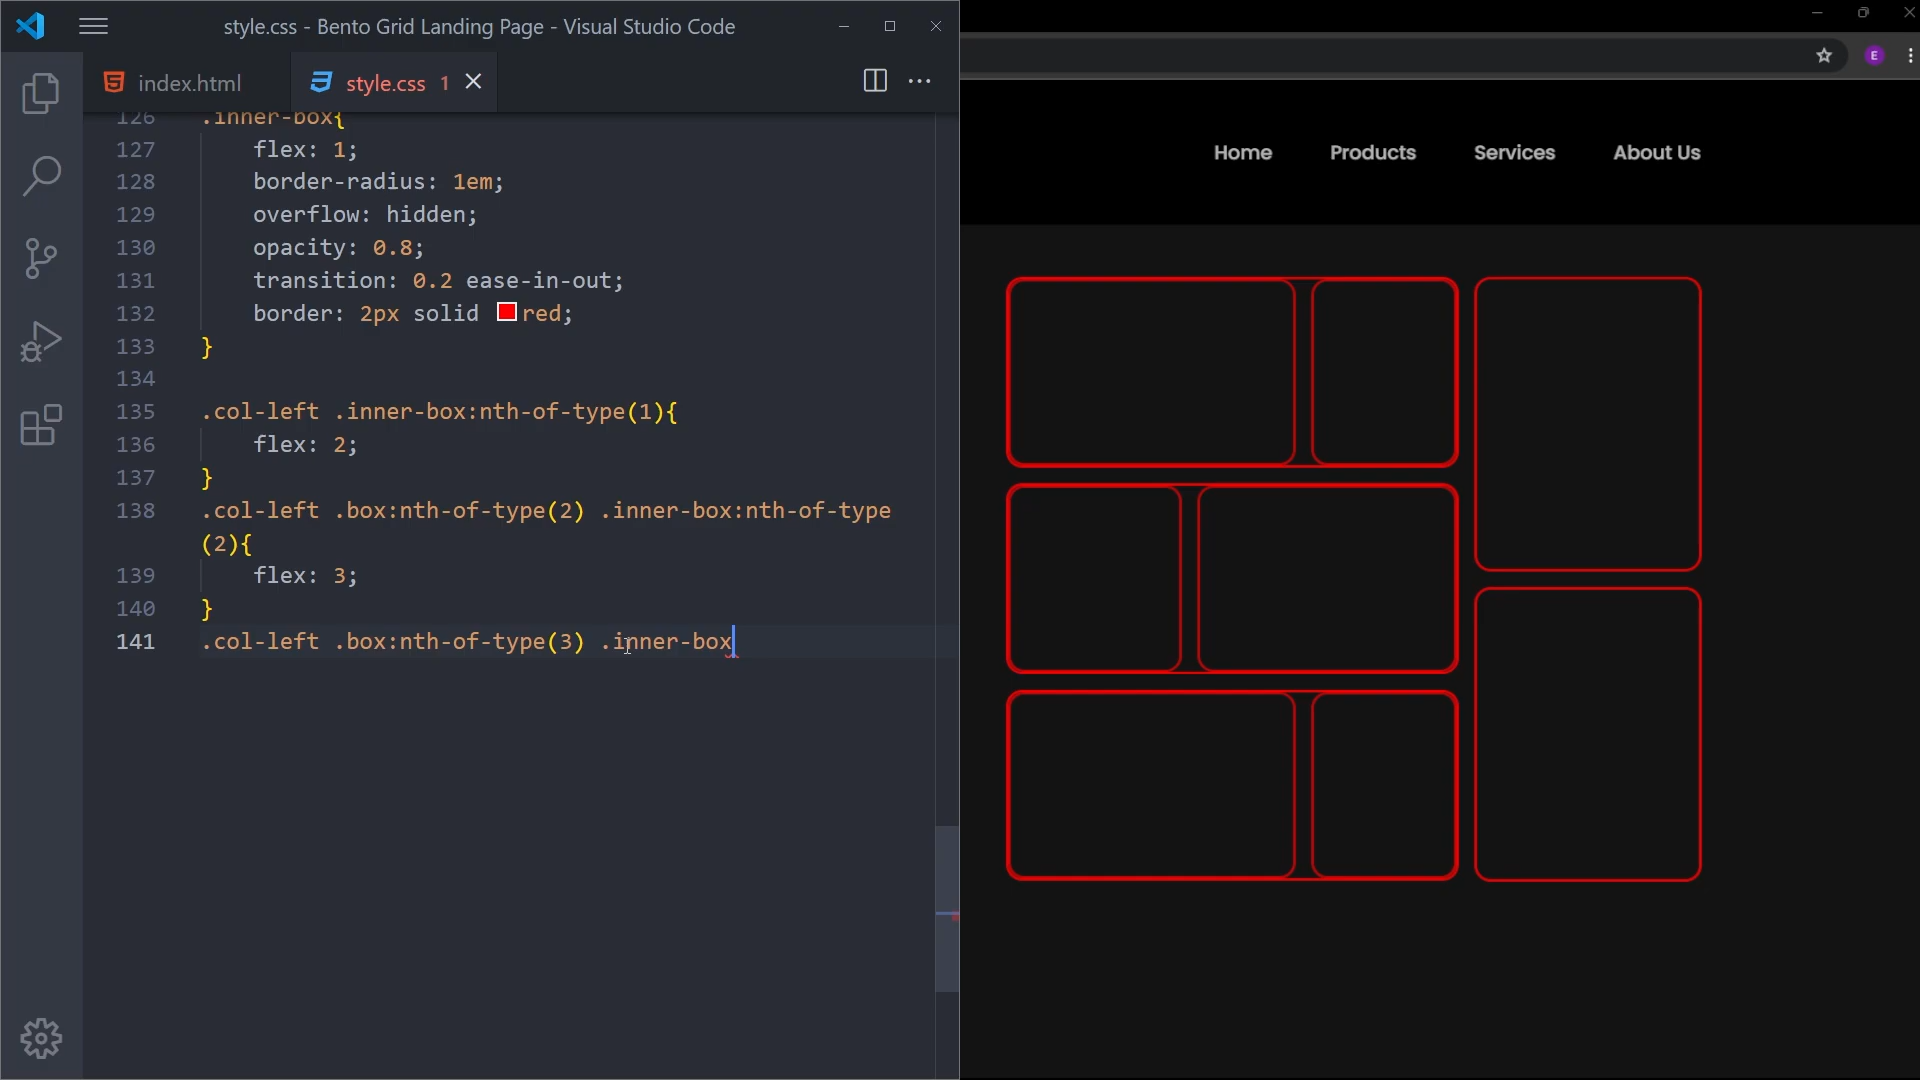 style.css - Bento Grid Landing Page - Visual Studio Code
index.html
style.css 1
126 .inner-box{
127 flex: 1;
128 border-radius: 1em;
129 overflow: hidden;
130 opacity: 0.8;
131 transition: 0.2 ease-in-out;
132 border: 2px solid red;
133 }
134
135 .col-left .inner-box:nth-of-type(1){
136 flex: 2;
137 }
138 .col-left .box:nth-of-type(2) .inner-box:nth-of-type
(2){
139 flex: 3;
140 }
141 .col-left .box:nth-of-type(3) .inner-box
E
Home Products Services About Us